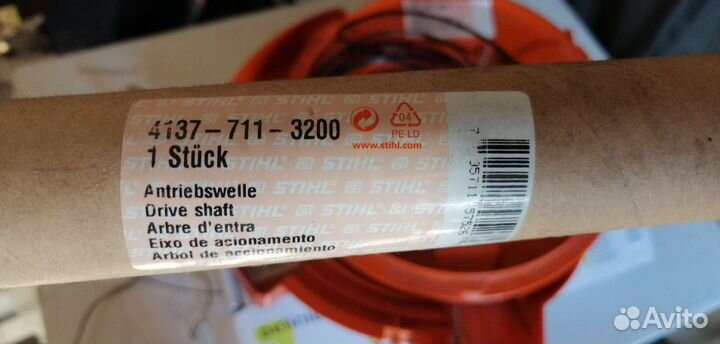 4137-711-3200
1 Stück
04
PE-LD
www.stihl.com
Antriebswelle
Drive shaft
Arbre d'entra
Eixo de acionamento
Arbol de accionamiento
STIHL
Avito